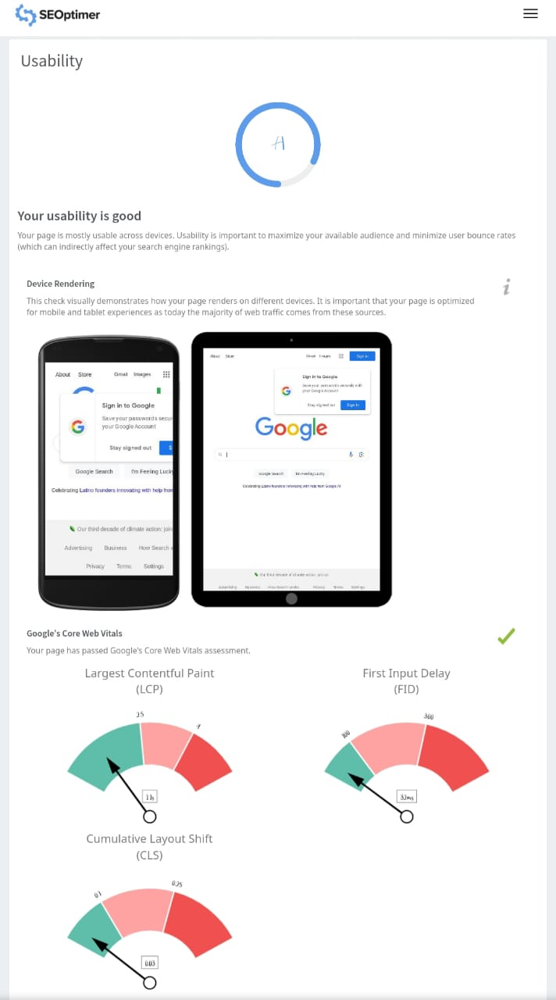 SEOptimer
Usability
A
Your usability is good
Your page is mostly usable across devices. Usability is important to maximize your available audience and minimize user bounce rates
(which can indirectly affect your search engine rankings).
Device Rendering
i
This check visually demonstrates how your page renders on different devices. It is important that your page is optimized
for mobile and tablet experiences as today the majority of web traffic comes from these sources.
About Store Gmail Images
Sign in to Google
Save your passwords secu
your Google Account
G
Stay signed out S
Google Search I'm Feeling Lucky
Celebrating Latino founders innovating with help from
Our third decade of climate action: join
Advertising Business How Search
Privacy Terms Settings
About Store Gmail Images Sign in
Sign in to Google
Save your passwords securely with
your Google Account
G
Stay signed out Sign in
Google
Google Search I'm Feeling Lucky
Celebrating Latino founders innovating with help from Google AI
Our third decade of climate action: join us
Advertising Business How Search works Privacy Terms Settings
Google's Core Web Vitals
Your page has passed Google's Core Web Vitals assessment.
Largest Contentful Paint
(LCP)
4
First Input Delay
(FID)
100
300
Cumulative Layout Shift
(CLS)
0.1
0.25
0.03